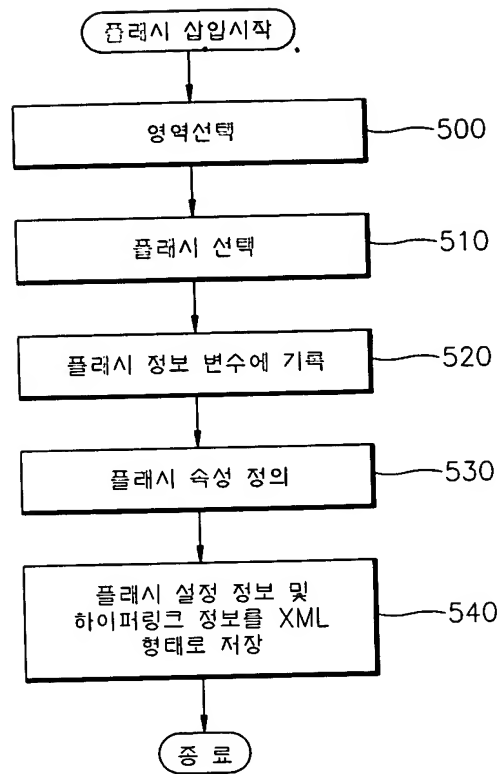 플래시 삽입시작
영역선택
500
플래시 선택
510
플래시 정보 변수에 기록
520
플래시 속성 정의
530
플래시 설정 정보 및
하이퍼링크 정보를 XML
형태로 저장
540
종 료